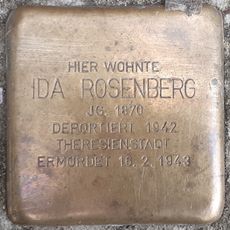 HIER WOHNTE
IDA ROSENBERG
JG. 1870
DEPORTIERT 1942
THERESIENSTADT
ERMORDET 16.2.1943